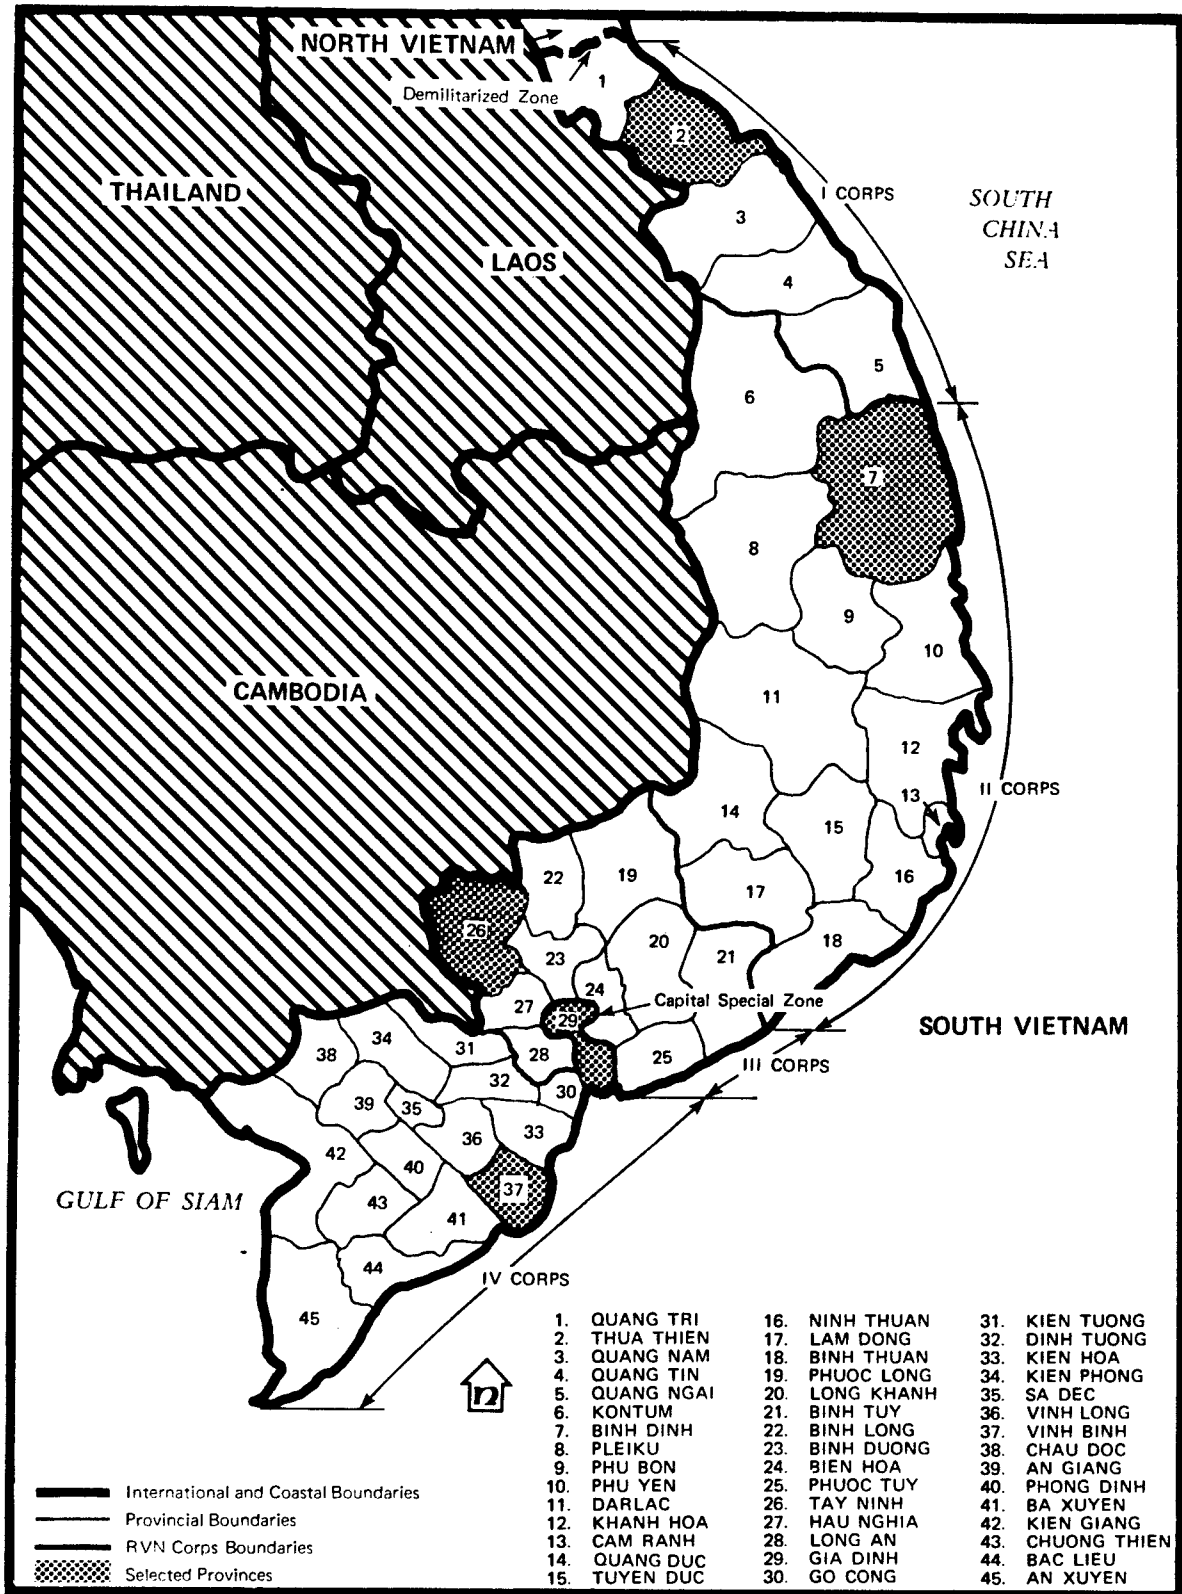 NORTH VIETNAM
Demilitarized Zone
1
2
THAILAND
I CORPS
SOUTH
CHINA
SEA
3
LAOS
4
5
6
7
8
9
10
CAMBODIA
11
12
13
II CORPS
14
15
16
22
19
17
26
20
18
23
21
24
27
Capital Special Zone
29
SOUTH VIETNAM
34
38
31
28
25
III CORPS
32
30
39
35
33
36
42
40
37
GULF OF SIAM
43
41
44
IV CORPS
45
n
1. QUANG TRI
2. THUA THIEN
3. QUANG NAM
4. QUANG TIN
5. QUANG NGAI
6. KONTUM
7. BINH DINH
8. PLEIKU
9. PHU BON
10. PHU YEN
11. DARLAC
12. KHANH HOA
13. CAM RANH
14. QUANG DUC
15. TUYEN DUC
16. NINH THUAN
17. LAM DONG
18. BINH THUAN
19. PHUOC LONG
20. LONG KHANH
21. BINH TUY
22. BINH LONG
23. BINH DUONG
24. BIEN HOA
25. PHUOC TUY
26. TAY NINH
27. HAU NGHIA
28. LONG AN
29. GIA DINH
30. GO CONG
31. KIEN TUONG
32. DINH TUONG
33. KIEN HOA
34. KIEN PHONG
35. SA DEC
36. VINH LONG
37. VINH BINH
38. CHAU DOC
39. AN GIANG
40. PHONG DINH
41. BA XUYEN
42. KIEN GIANG
43. CHUONG THIEN
44. BAC LIEU
45. AN XUYEN
International and Coastal Boundaries
Provincial Boundaries
RVN Corps Boundaries
Selected Provinces